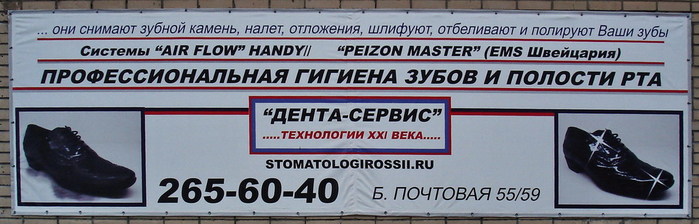 ... они снимают зубной камень, налет, отложения, шлифуют, отбеливают и полируют Ваши зубы
Системы "AIR FLOW" HANDY// "PEIZON MASTER" (EMS Швейцария)
ПРОФЕССИОНАЛЬНАЯ ГИГИЕНА ЗУБОВ И ПОЛОСТИ РТА
"ДЕНТА-СЕРВИС"
.....ТЕХНОЛОГИИ XXI ВЕКА.....
STOMATOLOGIROSSII.RU
265-60-40 Б. ПОЧТОВАЯ 55/59